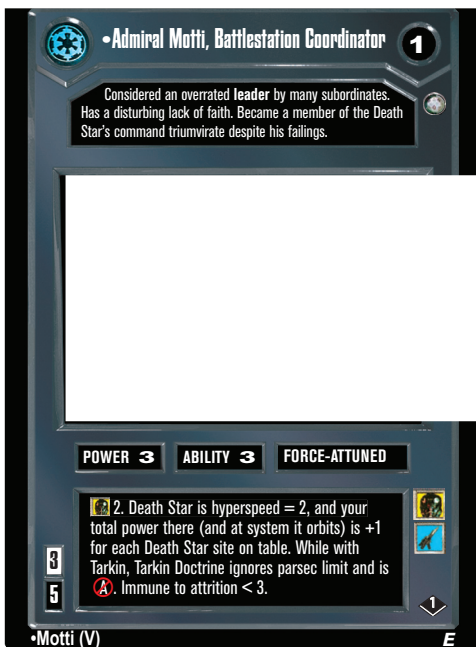 •Admiral Motti, Battlestation Coordinator
1
Considered an overrated leader by many subordinates.
Has a disturbing lack of faith. Became a member of the Death
Star's command triumvirate despite his failings.
POWER 3
ABILITY 3
FORCE-ATTUNED
2. Death Star is hyperspeed = 2, and your
total power there (and at system it orbits) is +1
for each Death Star site on table. While with
Tarkin, Tarkin Doctrine ignores parsec limit and is
A. Immune to attrition < 3.
3
5
1
•Motti (V)
E